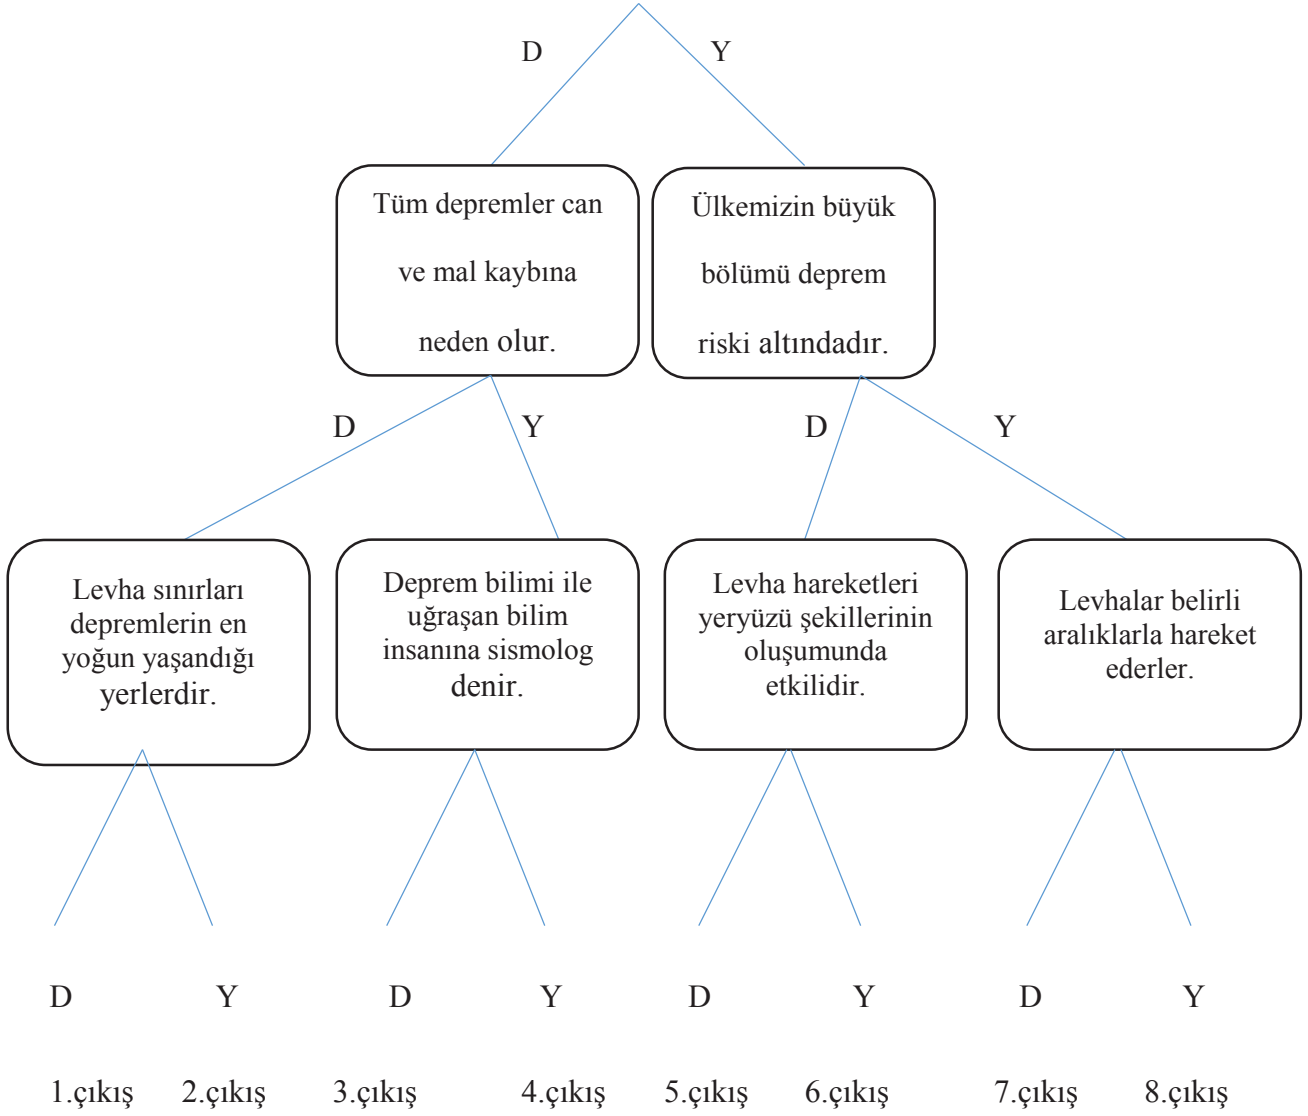 D Y
Tüm depremler can
ve mal kaybına
neden olur.
Ülkemizin büyük
bölümü deprem
riski altındadır.
D Y D Y
Levha sınırları
depremlerin en
yoğun yaşandığı
yerlerdir.
Deprem bilimi ile
uğraşan bilim
insanına sismolog
denir.
Levha hareketleri
yeryüzü şekillerinin
oluşumunda
etkilidir.
Levhalar belirli
aralıklarla hareket
ederler.
D Y D Y D Y D Y
1.çıkış 2.çıkış 3.çıkış 4.çıkış 5.çıkış 6.çıkış 7.çıkış 8.çıkış